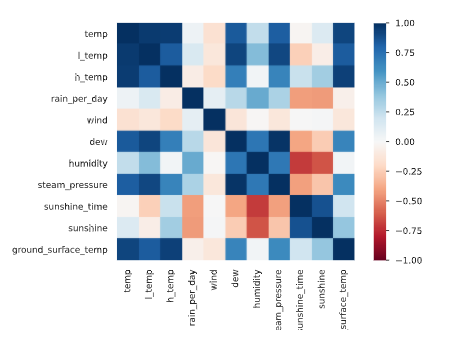 temp
l_temp
h_temp
rain_per_day
wind
dew
humidity
steam_pressure
sunshine_time
sunshine
ground_surface_temp
temp
l_temp
h_temp
rain_per_day
wind
dew
humidity
eam_pressure
unshine_time
sunshine
surface_temp
1.00
0.75
0.50
0.25
0.00
−0.25
−0.50
−0.75
−1.00